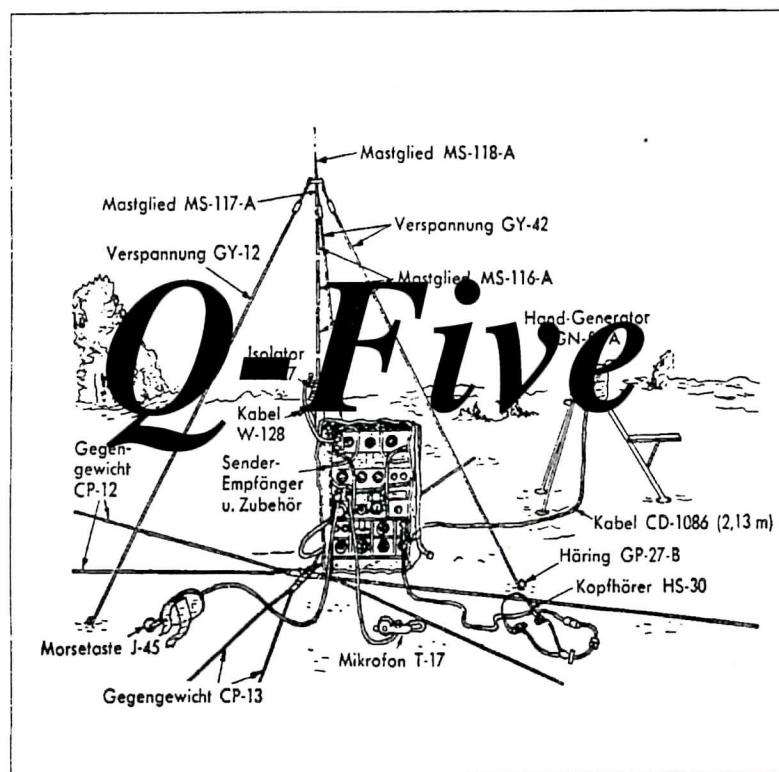 Mastglied MS-118-A
Mastglied MS-117-A
Verspannung GY-42
Verspannung GY-12
Mastglied MS-116-A
Q-Five
Hand-Generator
Isolator
Kabel
W-128
Gegen-
gewicht
CP-12
Sender-
Empfänger
u. Zubehör
Kabel CD-1086 (2,13 m)
Häring GP-27-B
Kopfhörer HS-30
Morsetaste J-45
Mikrofon T-17
Gegengewicht CP-13